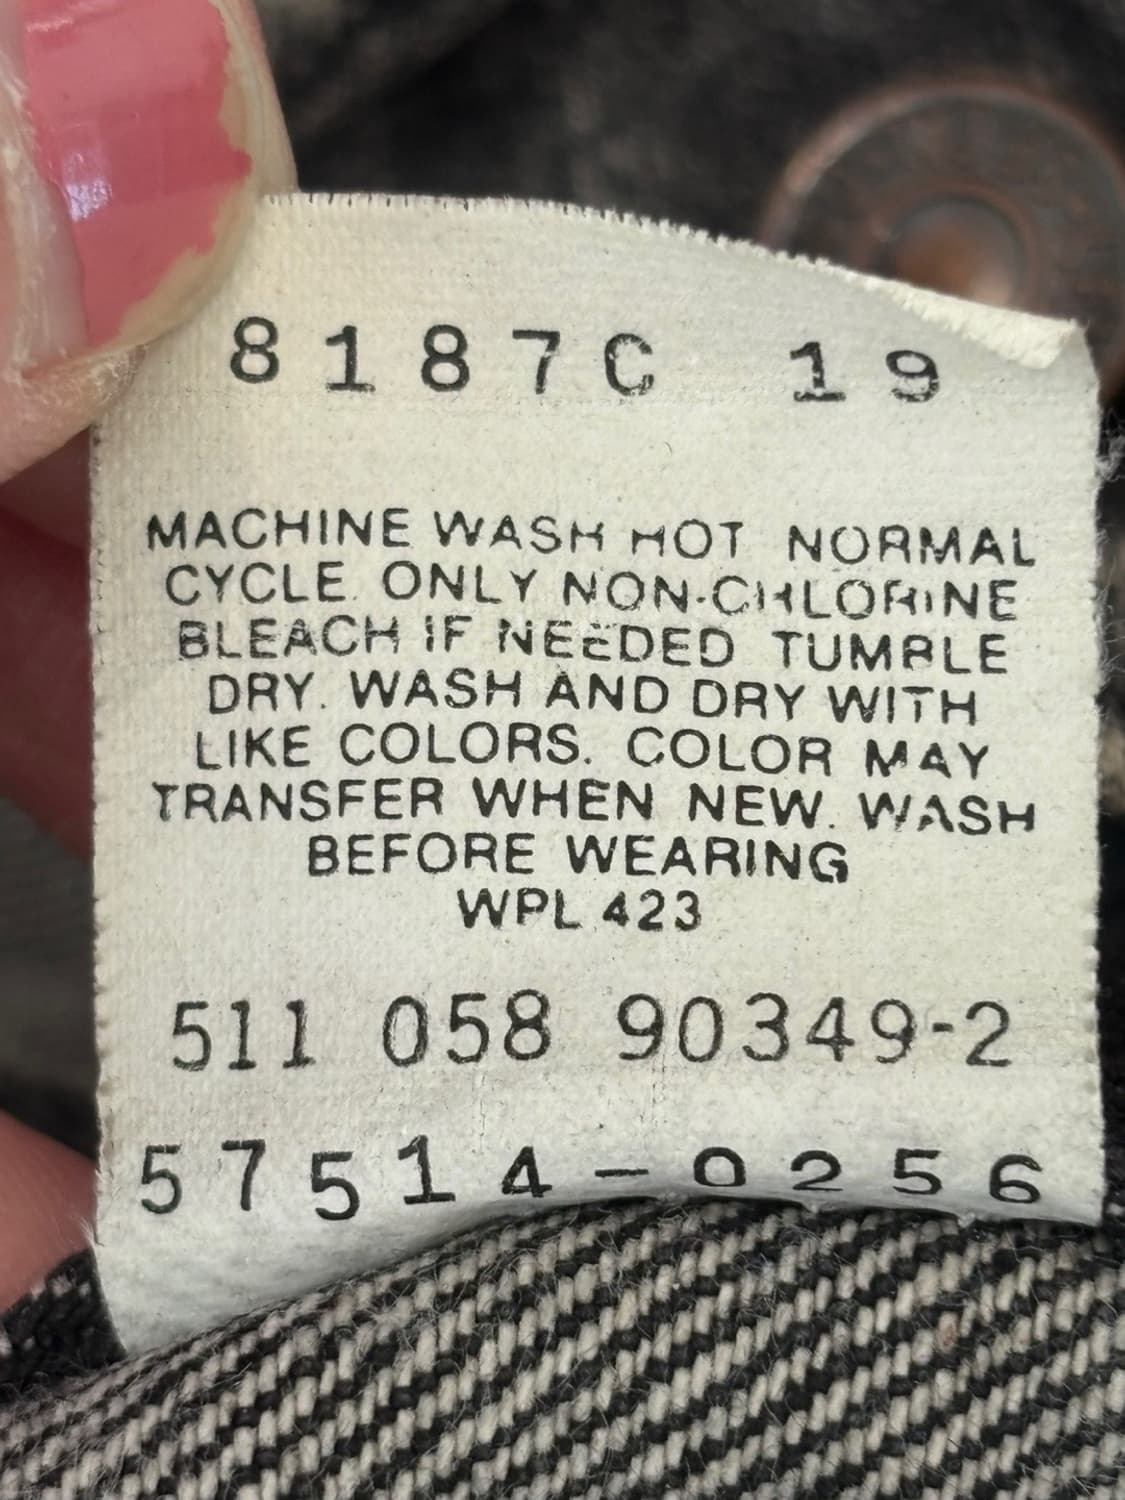 8187C 19
MACHINE WASH HOT NORMAL
CYCLE. ONLY NON-CHLORINE
BLEACH IF NEEDED TUMBLE
DRY. WASH AND DRY WITH
LIKE COLORS. COLOR MAY
TRANSFER WHEN NEW. WASH
BEFORE WEARING
WPL 423
511 058 90349-2
57514-0256